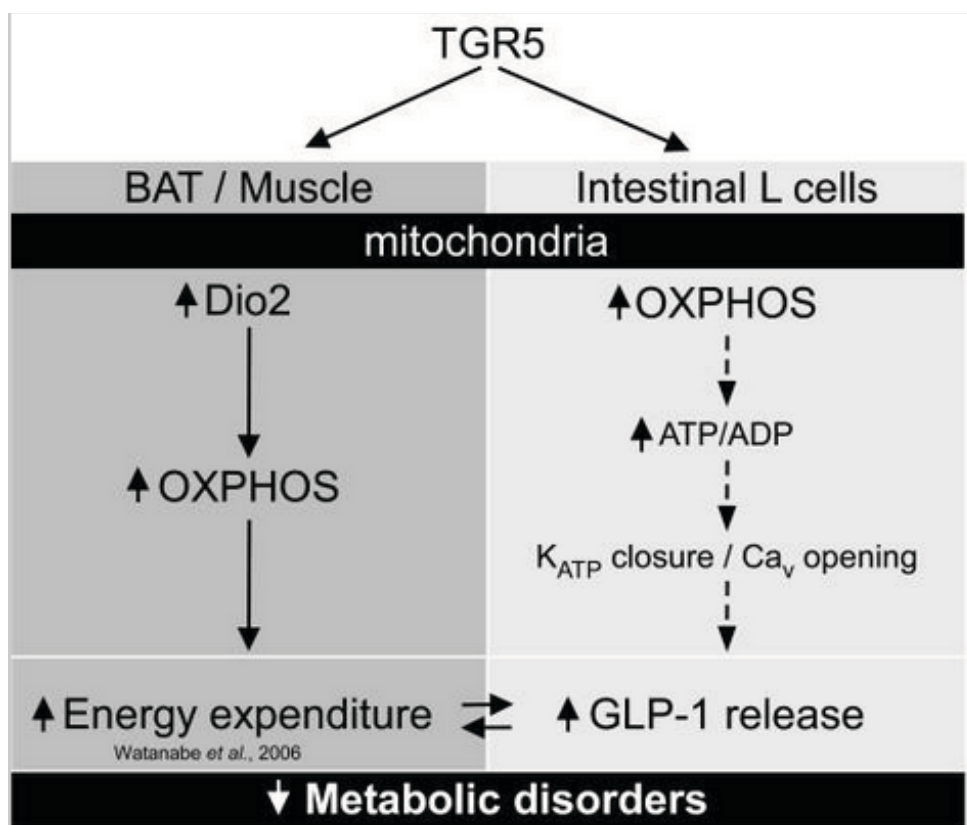 TGR5
BAT / Muscle
Intestinal L cells
mitochondria
Dio2
OXPHOS
Energy expenditure
Watanabe et al., 2006
OXPHOS
ATP/ADP
KATP closure / Cav opening
GLP-1 release
Metabolic disorders